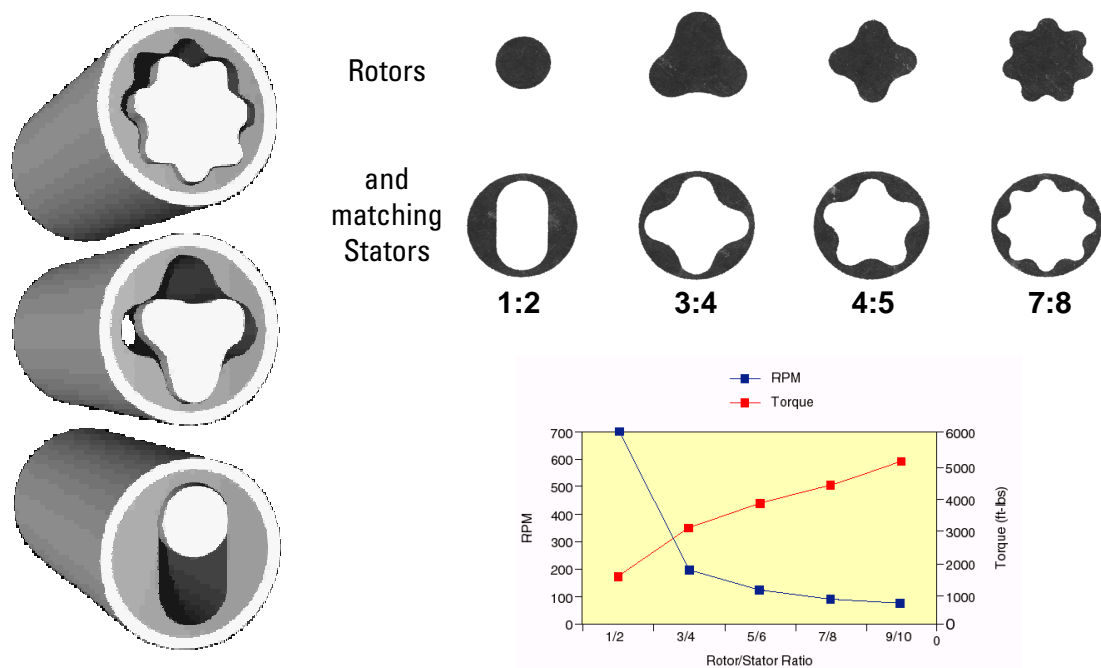 Rotors
and
matching
Stators
1:2 3:4 4:5 7:8
RPM
Torque
700
600
500
400
300
200
100
0
RPM
6000
5000
4000
3000
2000
1000
0
0
Torque (ft-lbs)
1/2 3/4 5/6 7/8 9/10
Rotor/Stator Ratio